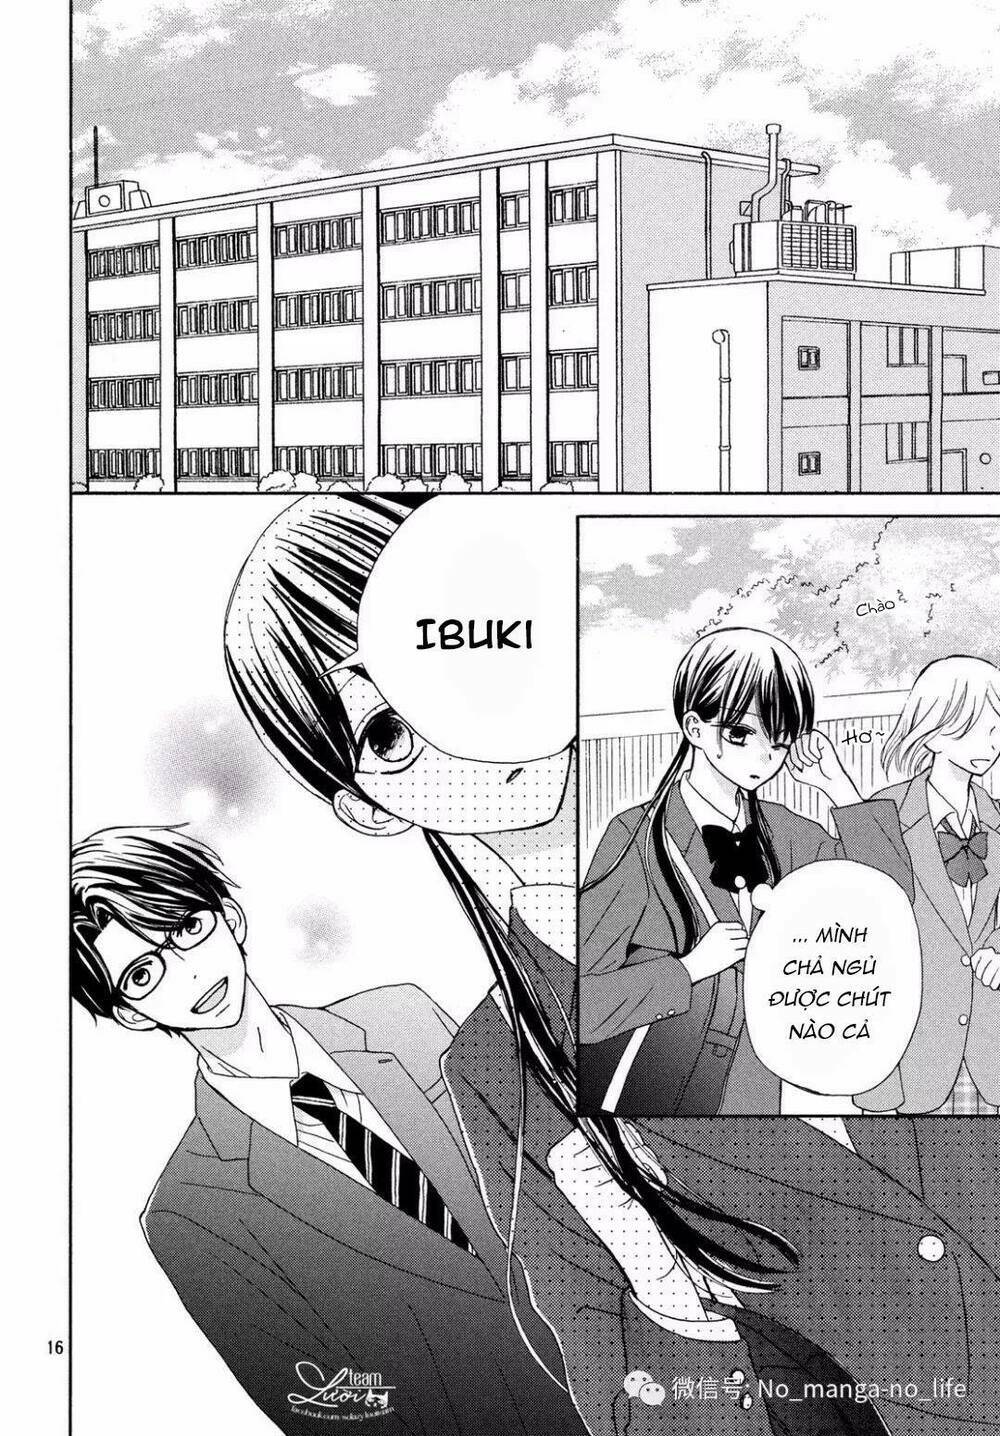 Chào
Hơ~
... MÌNH
CHẢ NGỦ
ĐƯỢC CHÚT
NÀO CẢ
IBUKI
16
team
Lười
微信号: No_manga-no_life